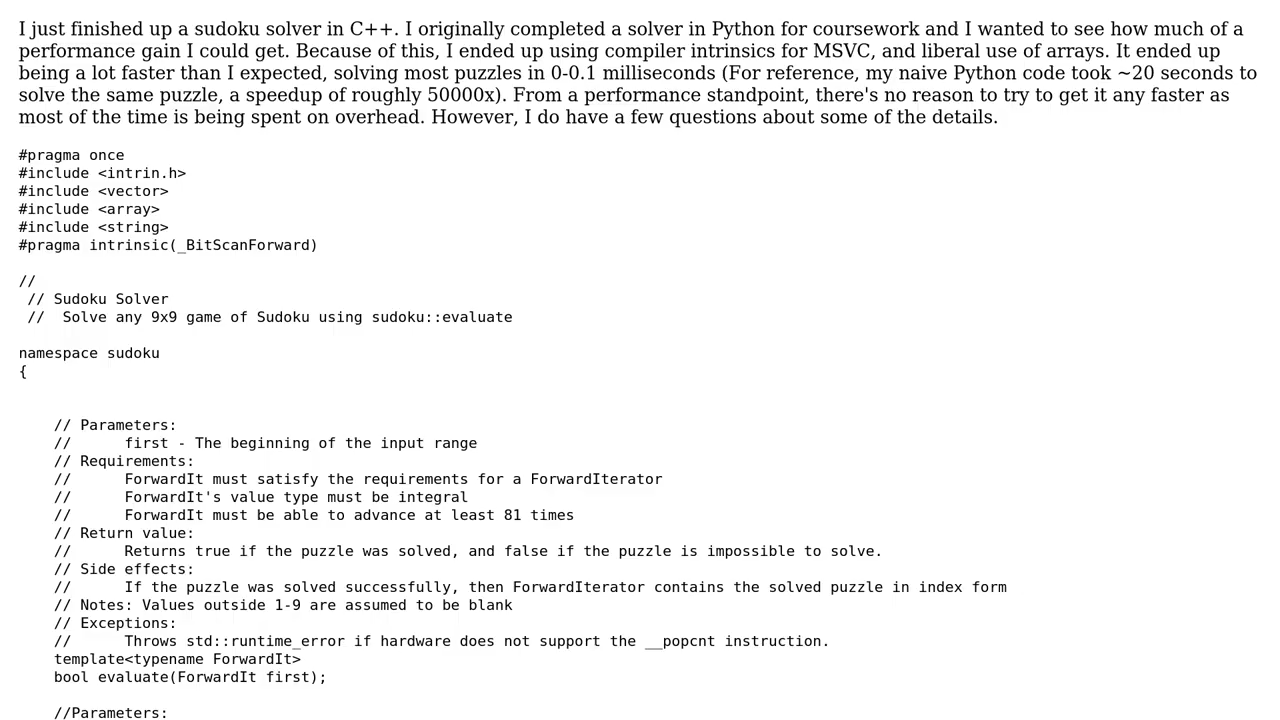 I just finished up a sudoku solver in C++. I originally completed a solver in Python for coursework and I wanted to see how much of a
performance gain I could get. Because of this, I ended up using compiler intrinsics for MSVC, and liberal use of arrays. It ended up
being a lot faster than I expected, solving most puzzles in 0-0.1 milliseconds (For reference, my naive Python code took ~20 seconds to
solve the same puzzle, a speedup of roughly 50000x). From a performance standpoint, there's no reason to try to get it any faster as
most of the time is being spent on overhead. However, I do have a few questions about some of the details.
#pragma once
#include <intrin.h>
#include <vector>
#include <array>
#include <string>
#pragma intrinsic(_BitScanForward)
//
// Sudoku Solver
//  Solve any 9x9 game of Sudoku using sudoku::evaluate
namespace sudoku
{
// Parameters:
//      first - The beginning of the input range
// Requirements:
//      ForwardIt must satisfy the requirements for a ForwardIterator
//      ForwardIt's value type must be integral
//      ForwardIt must be able to advance at least 81 times
// Return value:
//      Returns true if the puzzle was solved, and false if the puzzle is impossible to solve.
// Side effects:
//      If the puzzle was solved successfully, then ForwardIterator contains the solved puzzle in index form
// Notes: Values outside 1-9 are assumed to be blank
// Exceptions:
//      Throws std::runtime_error if hardware does not support the __popcnt instruction.
template<typename ForwardIt>
bool evaluate(ForwardIt first);
//Parameters: